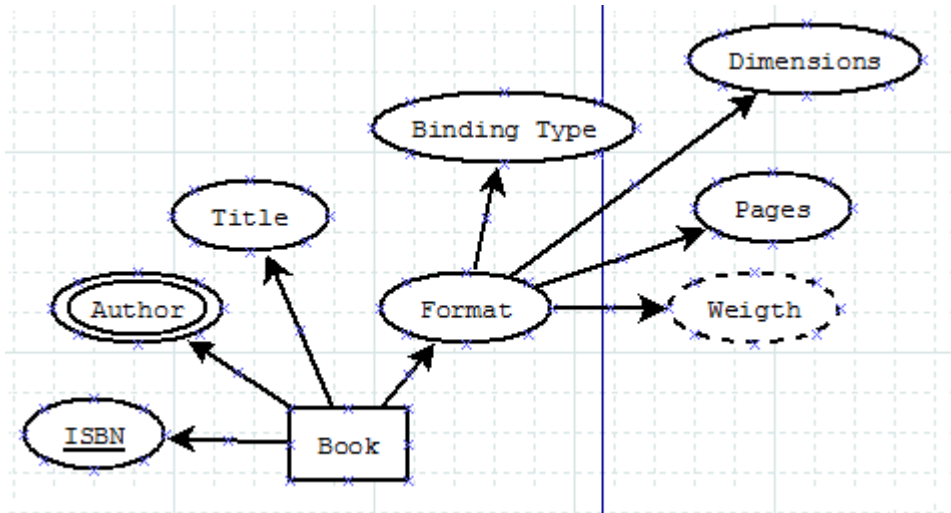 Dimensions
Binding Type
Title
Pages
Author
Format
Weigth
ISBN
Book